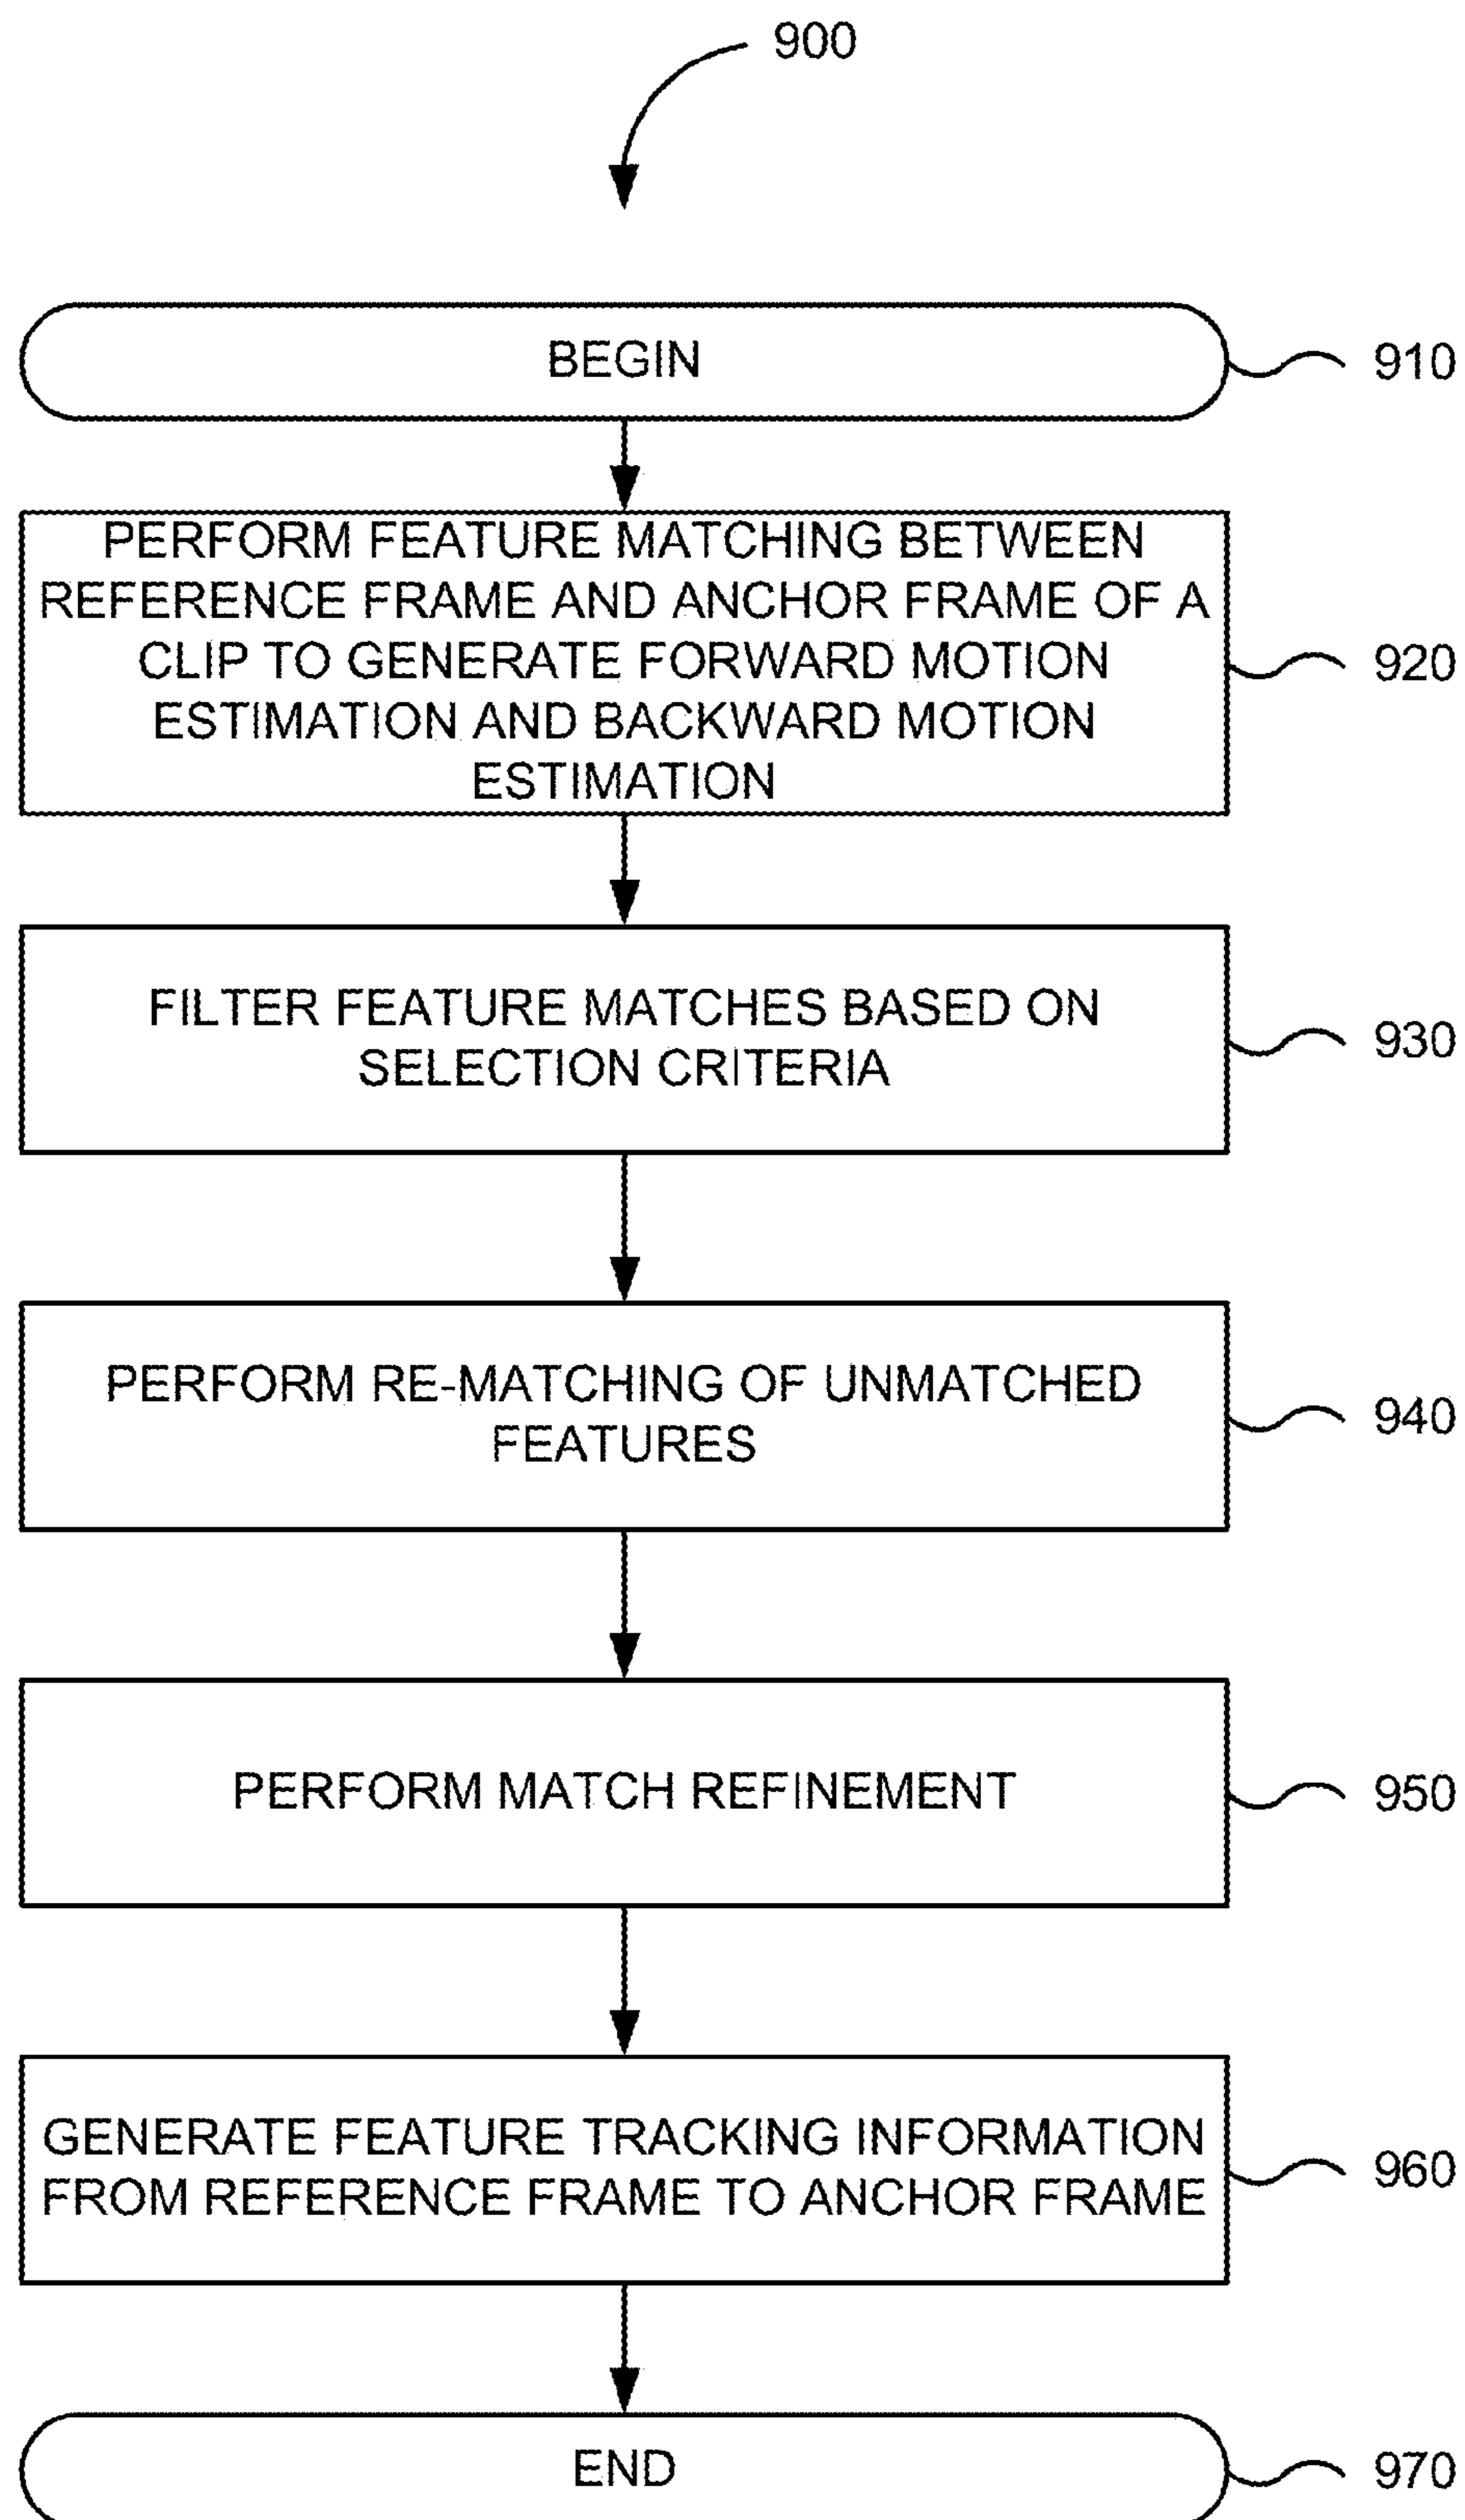 900
BEGIN
910
PERFORM FEATURE MATCHING BETWEEN
REFERENCE FRAME AND ANCHOR FRAME OF A
CLIP TO GENERATE FORWARD MOTION
ESTIMATION AND BACKWARD MOTION
ESTIMATION
920
FILTER FEATURE MATCHES BASED ON
SELECTION CRITERIA
930
PERFORM RE-MATCHING OF UNMATCHED
FEATURES
940
PERFORM MATCH REFINEMENT
950
GENERATE FEATURE TRACKING INFORMATION
FROM REFERENCE FRAME TO ANCHOR FRAME
960
END
970